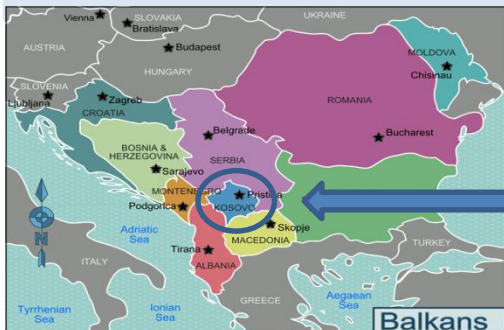 Vienna
SLOVAKIA
Bratislava
UKRAINE
AUSTRIA
Budapest
MOLDOVA
HUNGARY
Chisinau
SLOVENIA
Ljubljana
Zagreb
CROATIA
ROMANIA
Belgrade
Bucharest
BOSNIA &
HERZEGOVINA
SERBIA
Sarajevo
MONTENEGRO
Pristina
Podgorica
KOSOVO
Skopje
Adriatic
Sea
MACEDONIA
Tirana
TURKEY
ITALY
ALBANIA
GREECE
Tyrrhenian
Sea
Ionian
Sea
Aegaean
Sea
N
Balkans